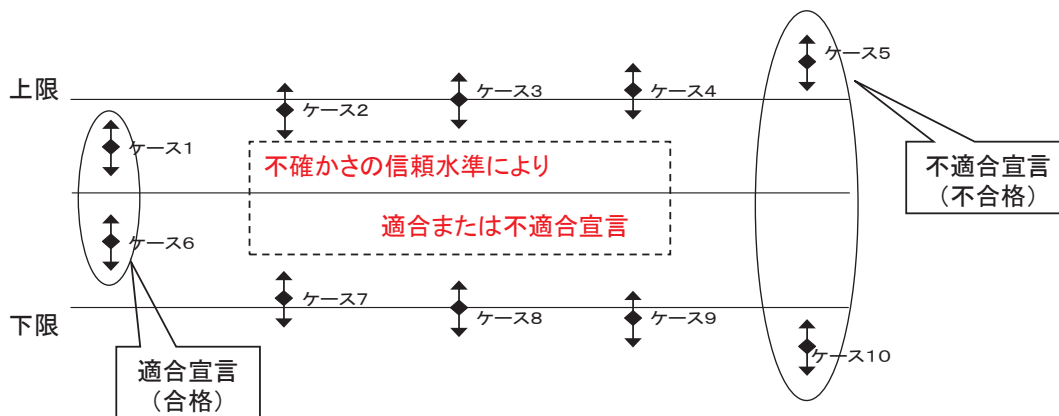 上限
下限
ケース1
ケース2
ケース3
ケース4
ケース5
ケース6
ケース7
ケース8
ケース9
ケース10
不確かさの信頼水準により
適合または不適合宣言
適合宣言
（合格）
不適合宣言
（不合格）